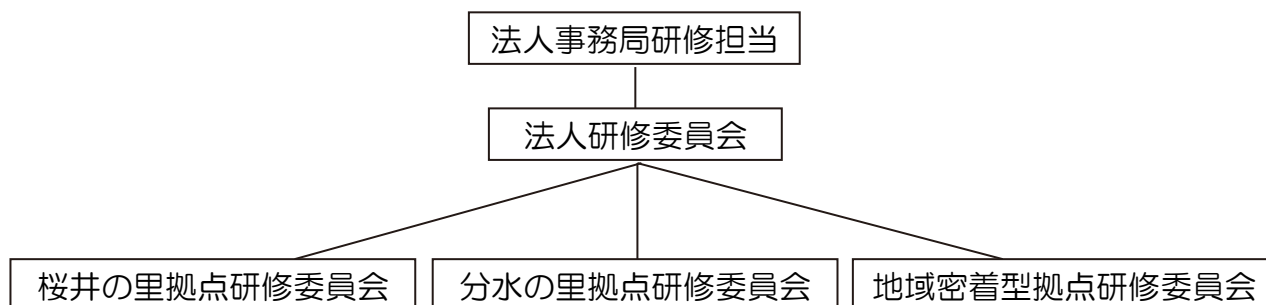 法人事務局研修担当
法人研修委員会
桜井の里拠点研修委員会
分水の里拠点研修委員会
地域密着型拠点研修委員会